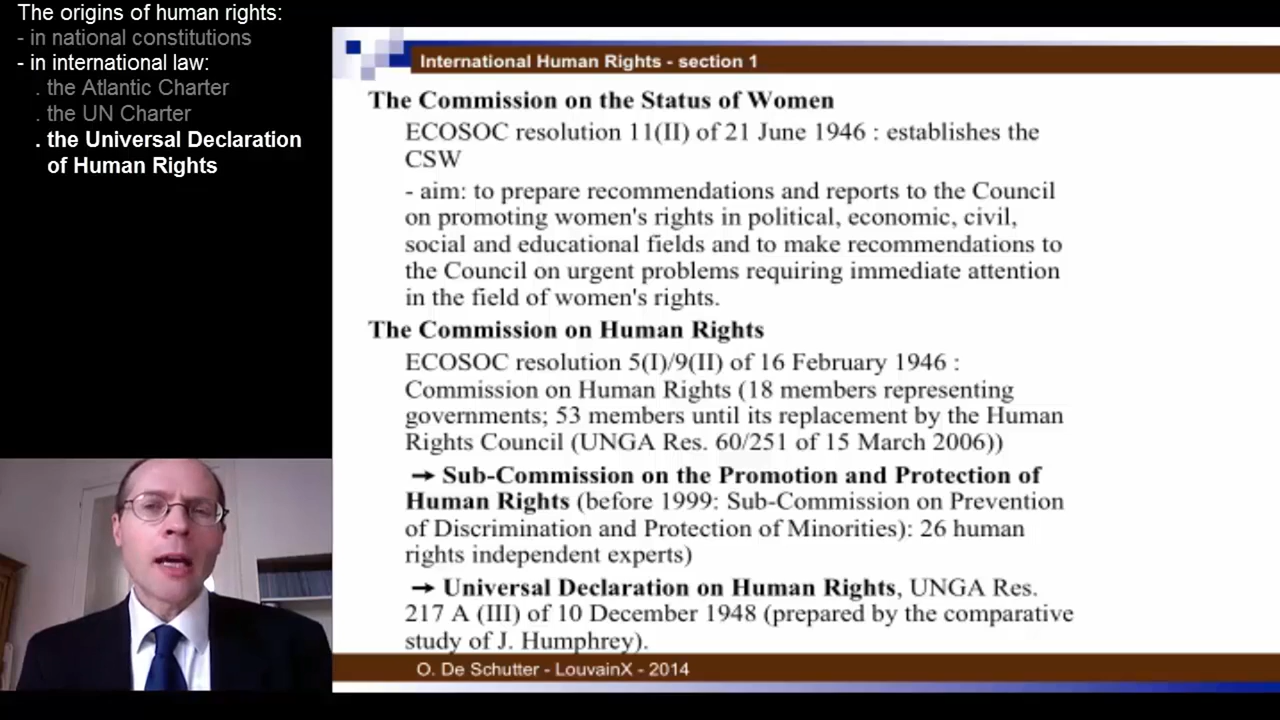 The origins of human rights:
- in national constitutions
- in international law:
. the Atlantic Charter
. the UN Charter
. the Universal Declaration
of Human Rights
International Human Rights - section 1
The Commission on the Status of Women
ECOSOC resolution 11(II) of 21 June 1946 : establishes the
CSW
- aim: to prepare recommendations and reports to the Council
on promoting women's rights in political, economic, civil,
social and educational fields and to make recommendations to
the Council on urgent problems requiring immediate attention
in the field of women's rights.
The Commission on Human Rights
ECOSOC resolution 5(I)/9(II) of 16 February 1946 :
Commission on Human Rights (18 members representing
governments; 53 members until its replacement by the Human
Rights Council (UNGA Res. 60/251 of 15 March 2006))
→ Sub-Commission on the Promotion and Protection of
Human Rights (before 1999: Sub-Commission on Prevention
of Discrimination and Protection of Minorities): 26 human
rights independent experts)
→ Universal Declaration on Human Rights, UNGA Res.
217 A (III) of 10 December 1948 (prepared by the comparative
study of J. Humphrey).
O. De Schutter - LouvainX - 2014